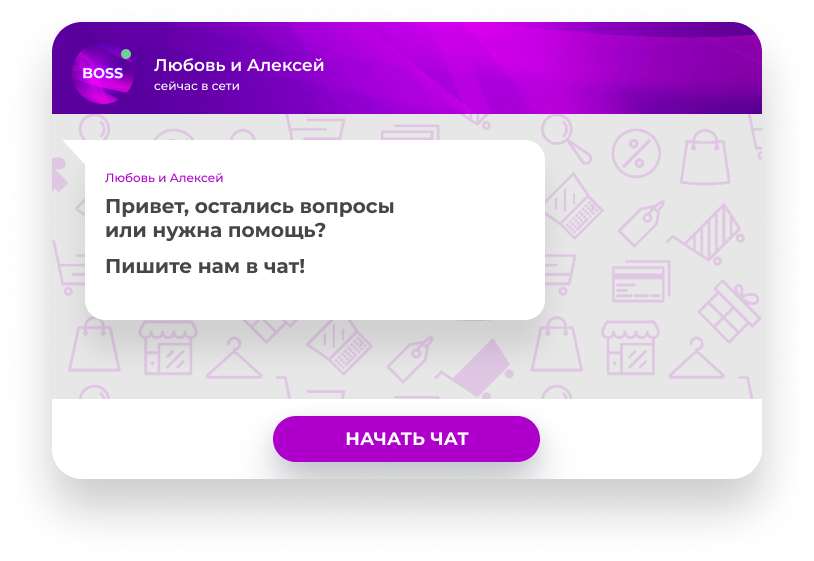 BOSS
Любовь и Алексей
сейчас в сети
Любовь и Алексей
Привет, остались вопросы
или нужна помощь?
Пишите нам в чат!
НАЧАТЬ ЧАТ